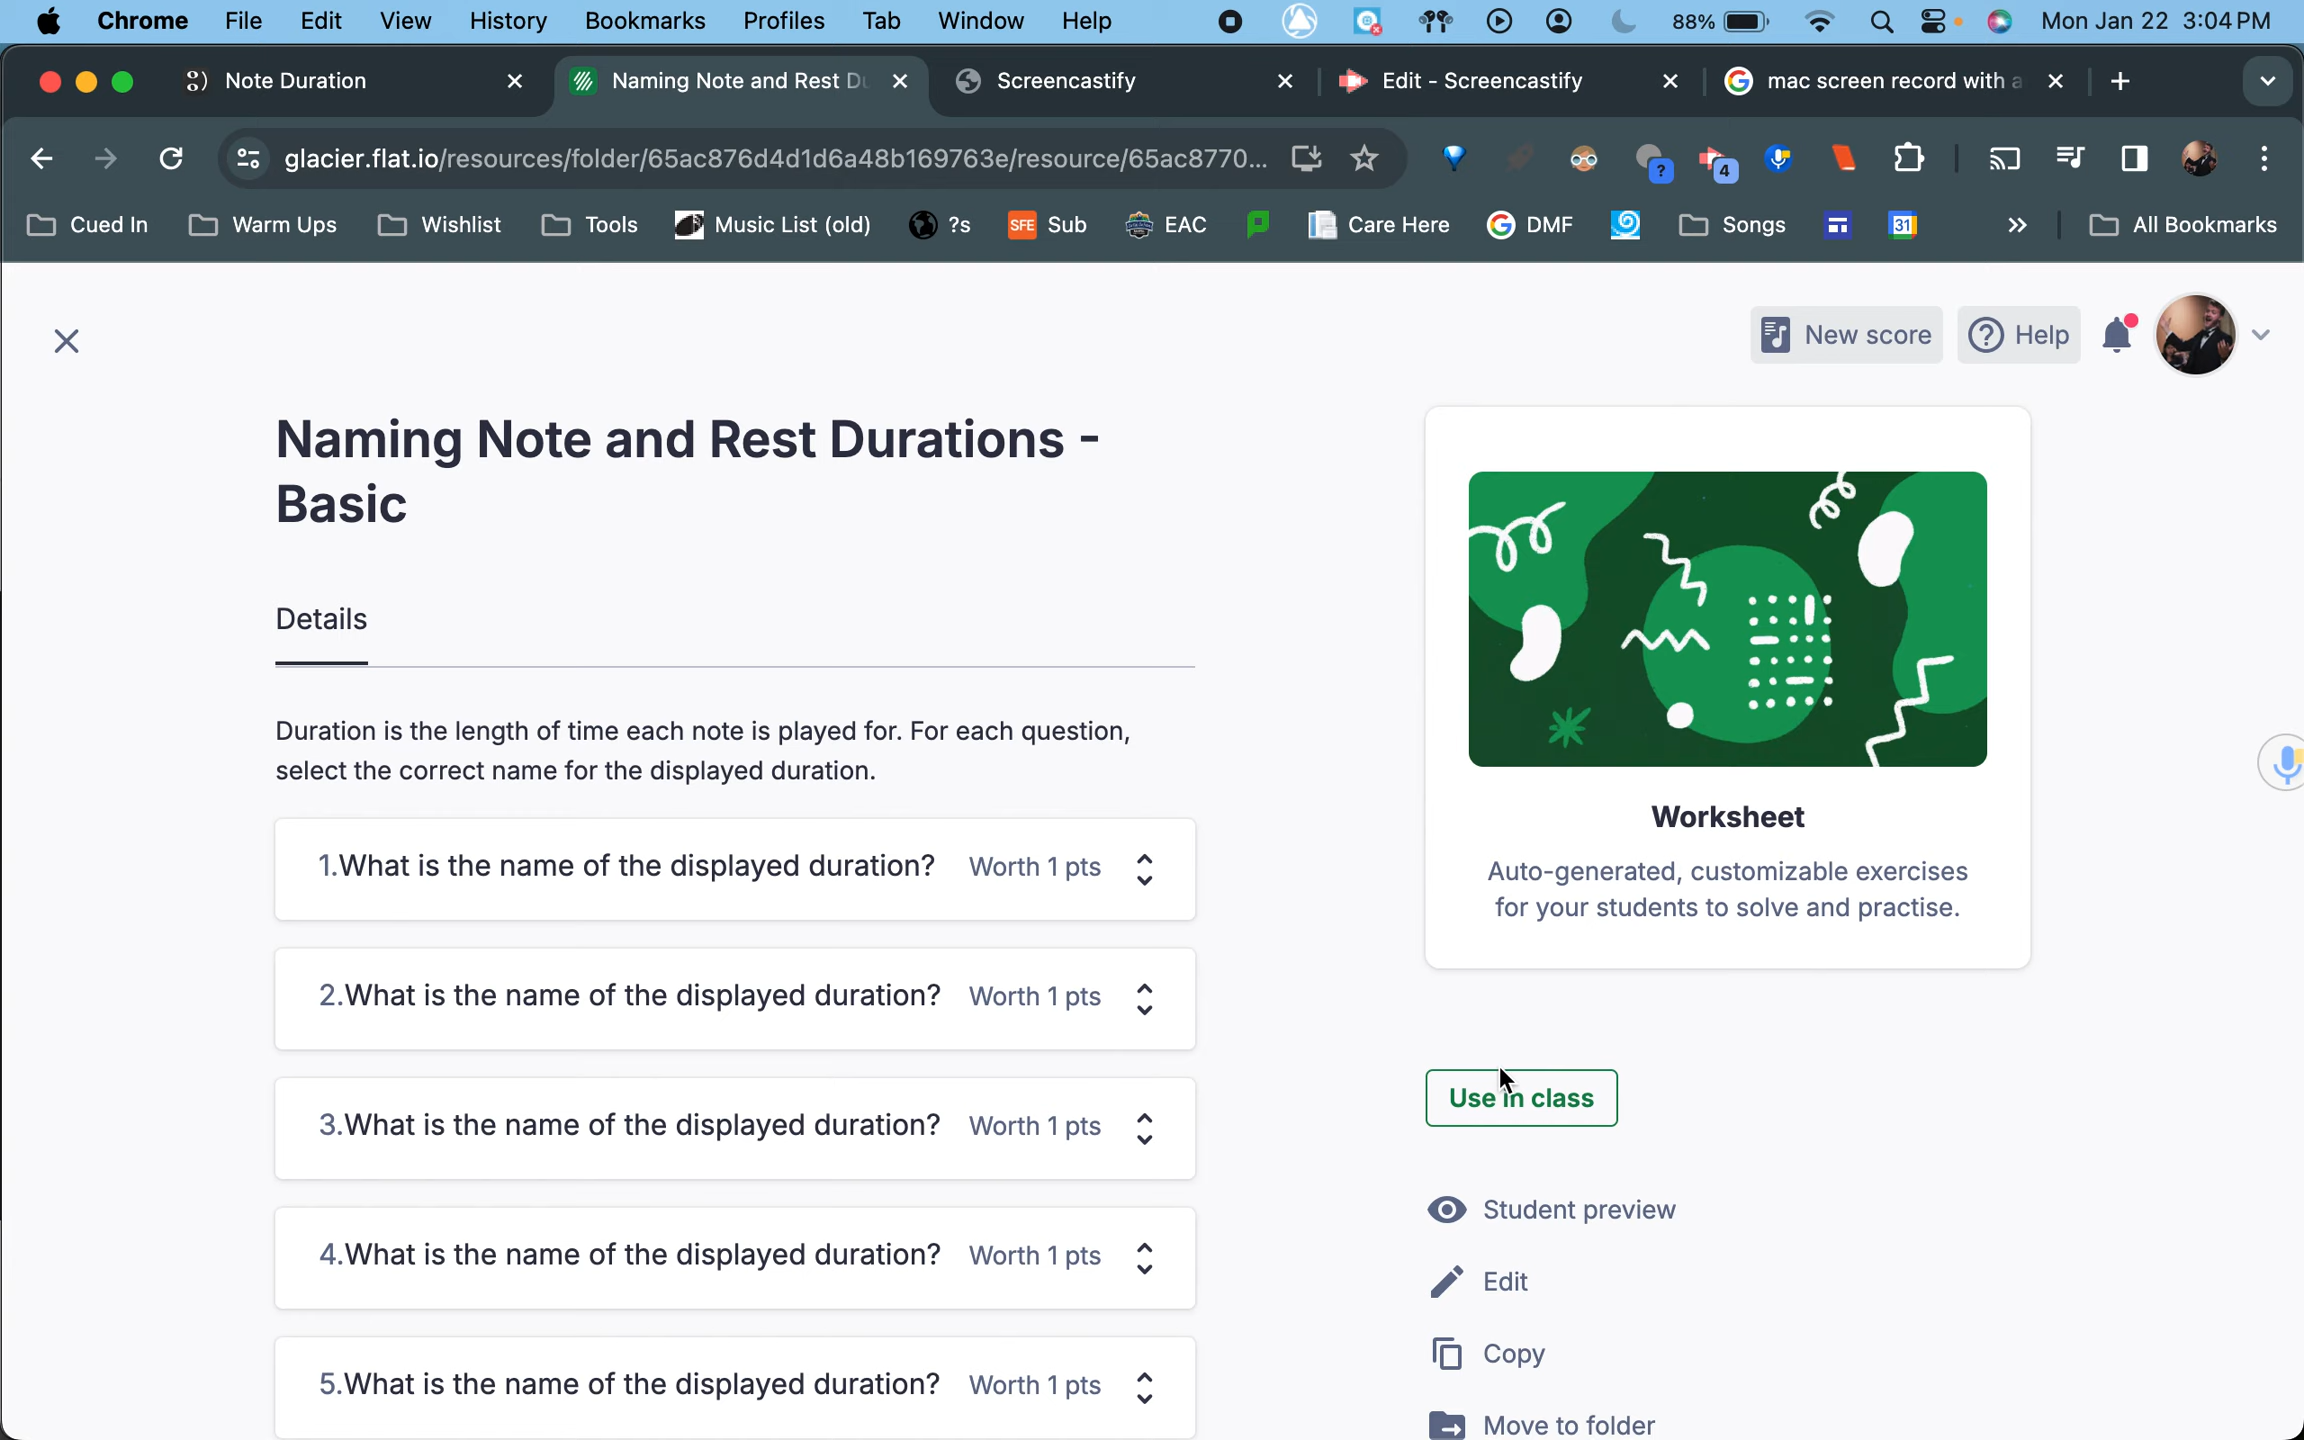 Chrome File Edit View History Bookmarks Profiles Tab Window Help 88% Mon Jan 22 3:04 PM
Note Duration Naming Note and Rest Du Screencastify Edit - Screencastify mac screen record with a
glacier.flat.io/resources/folder/65ac876d4d1d6a48b169763e/resource/65ac8770... ? 4
Cued In Warm Ups Wishlist Tools Music List (old) ?s SFE Sub EAC Care Here DMF Songs 31 » All Bookmarks
New score Help
Naming Note and Rest Durations -
Basic
Details
Duration is the length of time each note is played for. For each question,
select the correct name for the displayed duration.
1.What is the name of the displayed duration? Worth 1 pts
2.What is the name of the displayed duration? Worth 1 pts
3.What is the name of the displayed duration? Worth 1 pts
4.What is the name of the displayed duration? Worth 1 pts
5.What is the name of the displayed duration? Worth 1 pts
Worksheet
Auto-generated, customizable exercises
for your students to solve and practise.
Use in class
Student preview
Edit
Copy
Move to folder